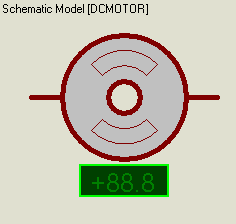 Schematic Model [DCMOTOR]
+88.8